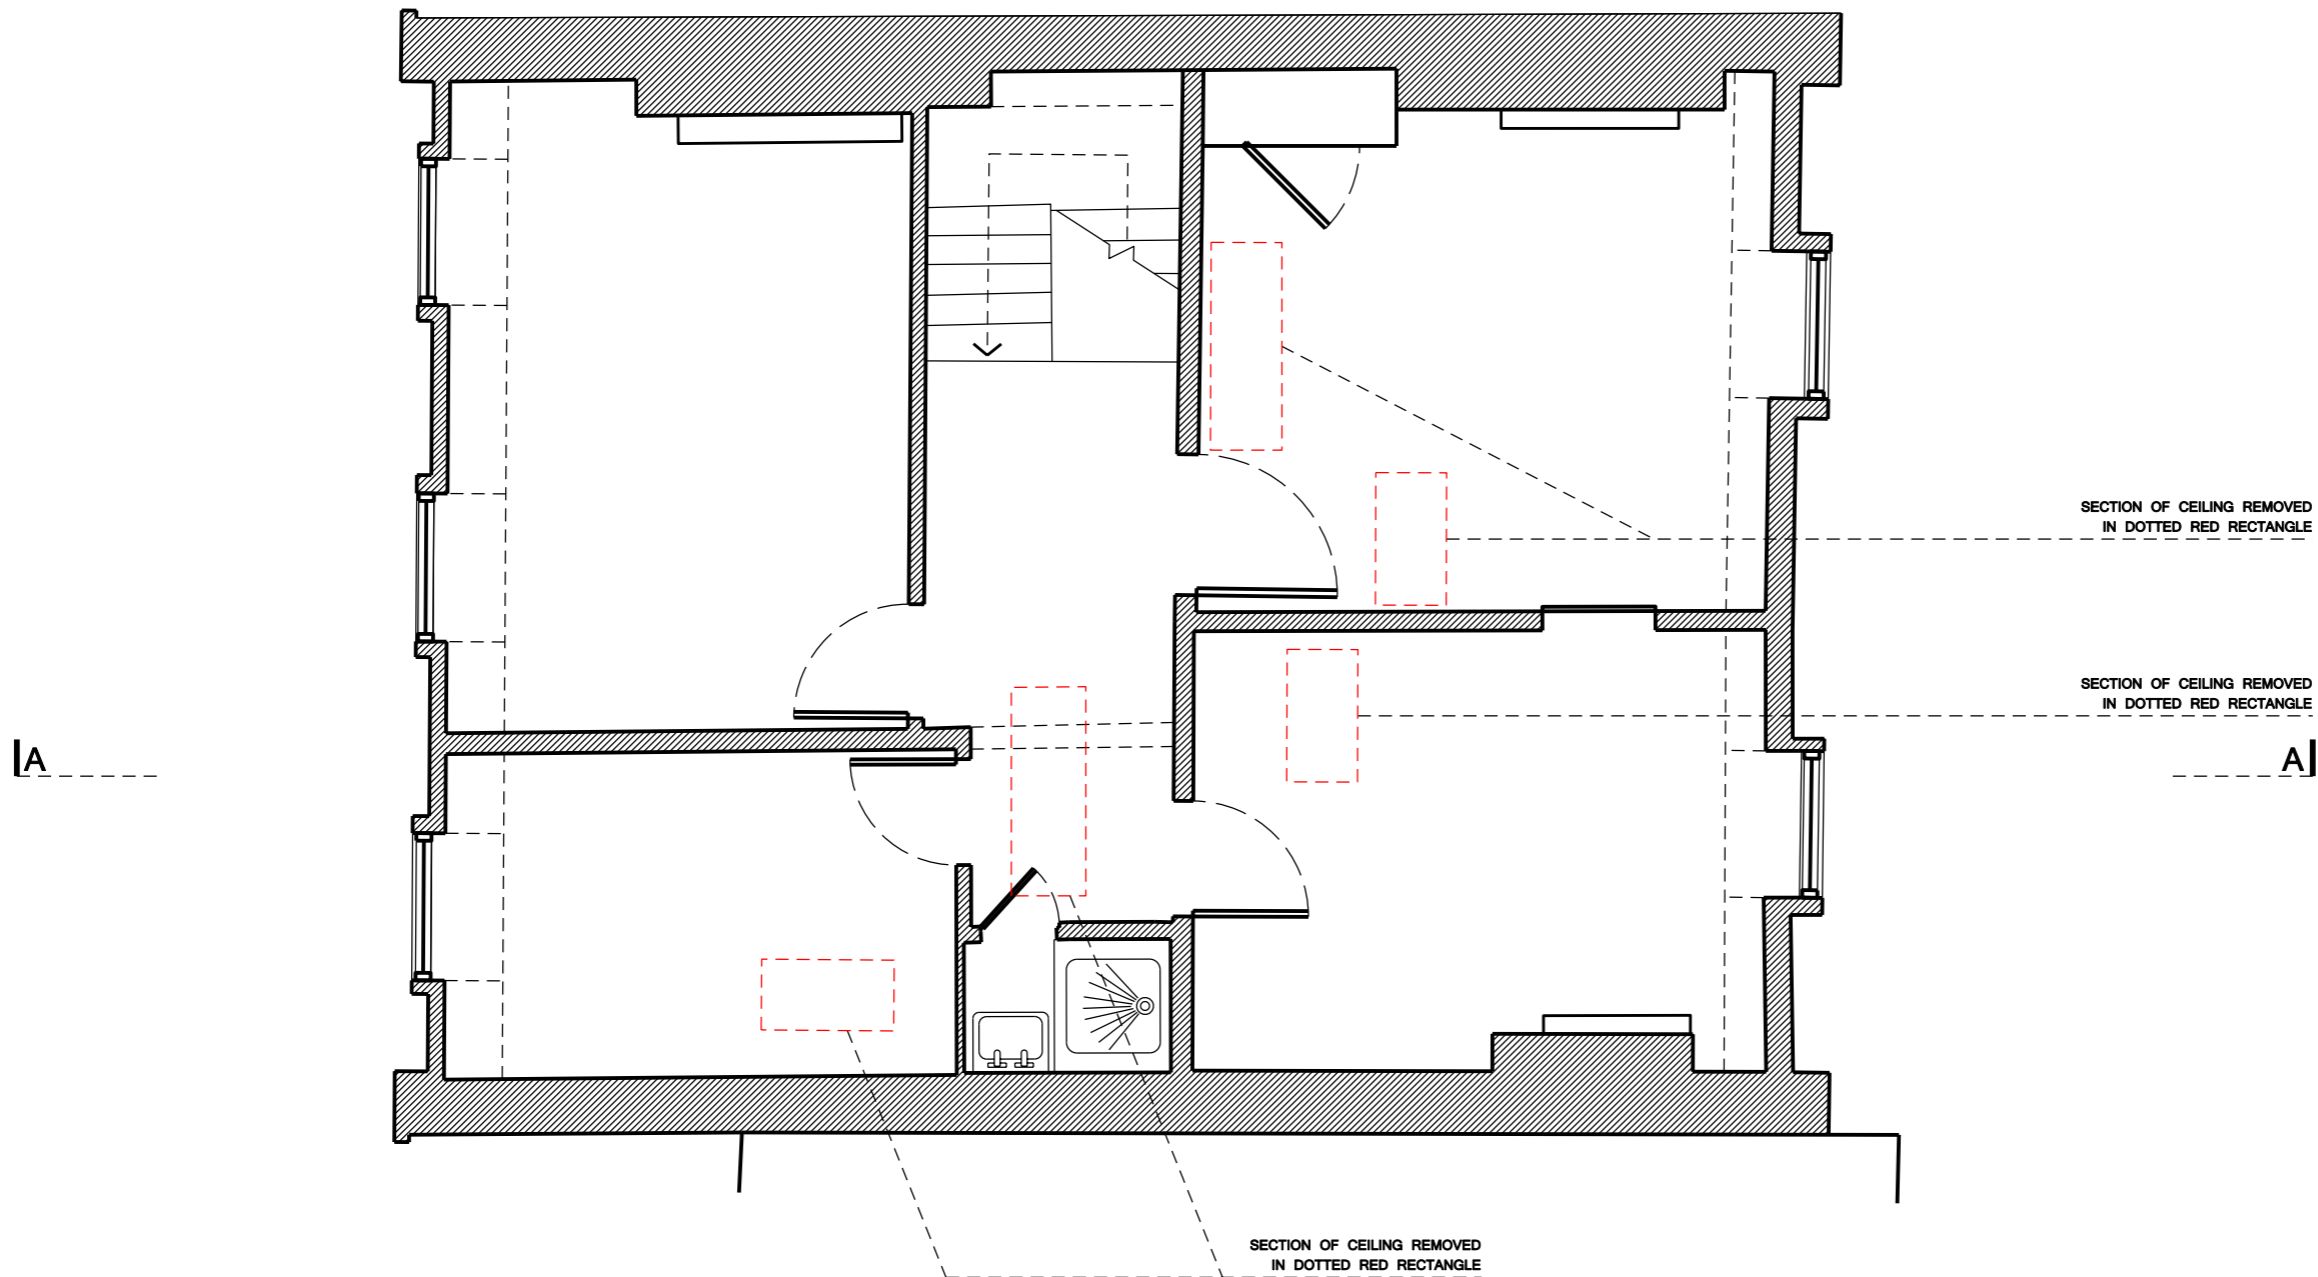 SECTION OF CEILING REMOVED
IN DOTTED RED RECTANGLE
SECTION OF CEILING REMOVED
IN DOTTED RED RECTANGLE
A
A
SECTION OF CEILING REMOVED
IN DOTTED RED RECTANGLE